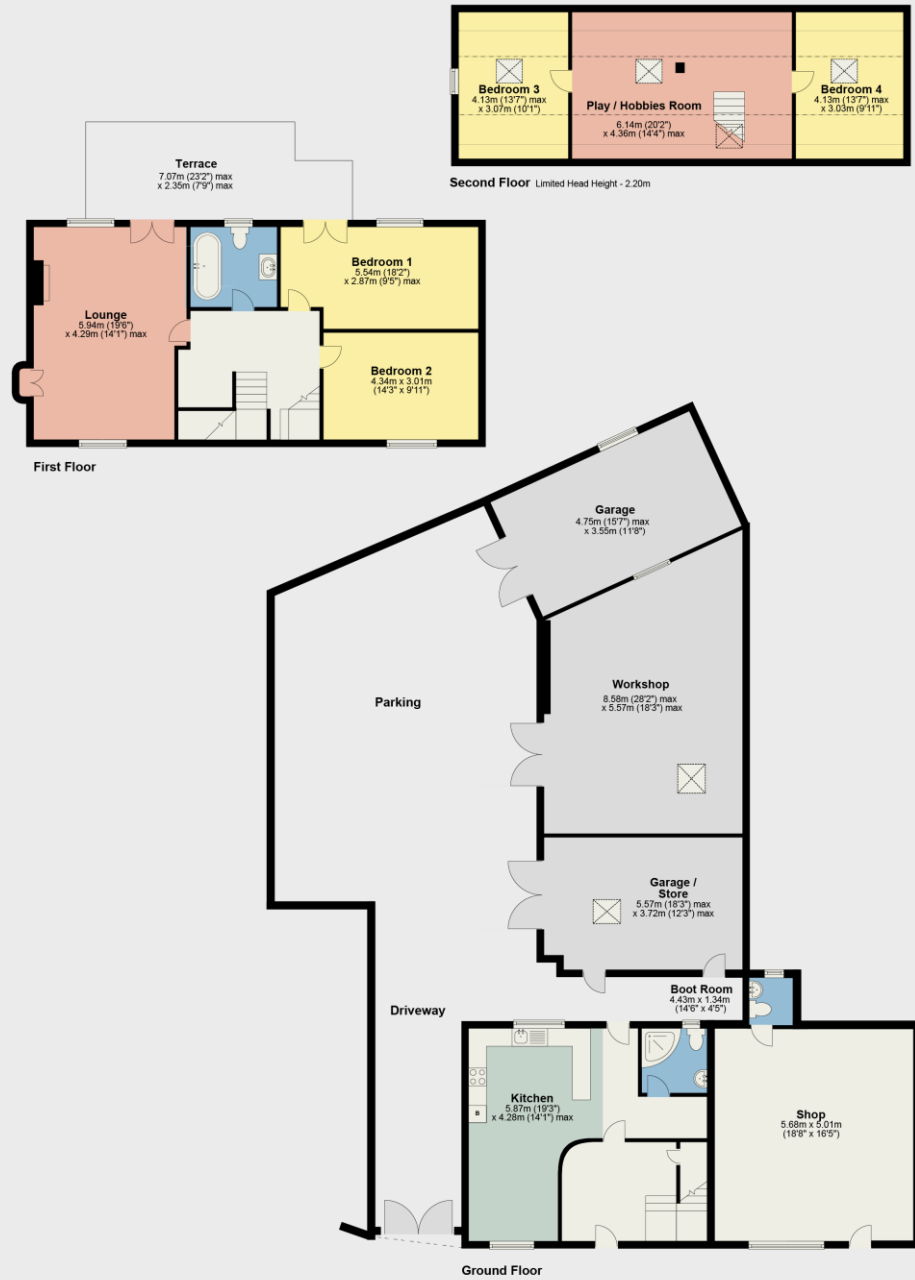 Bedroom 3
4.13m (13'7") max
x 3.07m (10'1")
Play / Hobbies Room
6.14m (20'2")
x 4.36m (14'4") max
Bedroom 4
4.13m (13'7") max
x 3.03m (9'11")
Second Floor Limited Head Height - 2.20m
Terrace
7.07m (23'2") max
x 2.35m (7'9") max
Lounge
5.94m (19'6")
x 4.29m (14'1") max
Bedroom 1
5.54m (18'2")
x 2.87m (9'5") max
Bedroom 2
4.34m x 3.01m
(14'3" x 9'11")
First Floor
Garage
4.75m (15'7") max
x 3.55m (11'8")
Parking
Workshop
8.58m (28'2") max
x 5.57m (18'3") max
Garage /
Store
5.57m (18'3") max
x 3.72m (12'3") max
Boot Room
4.43m x 1.34m
(14'6" x 4'5")
Driveway
Kitchen
5.87m (19'3")
x 4.28m (14'1") max
B
Shop
5.68m x 5.01m
(18'8" x 16'5")
Ground Floor